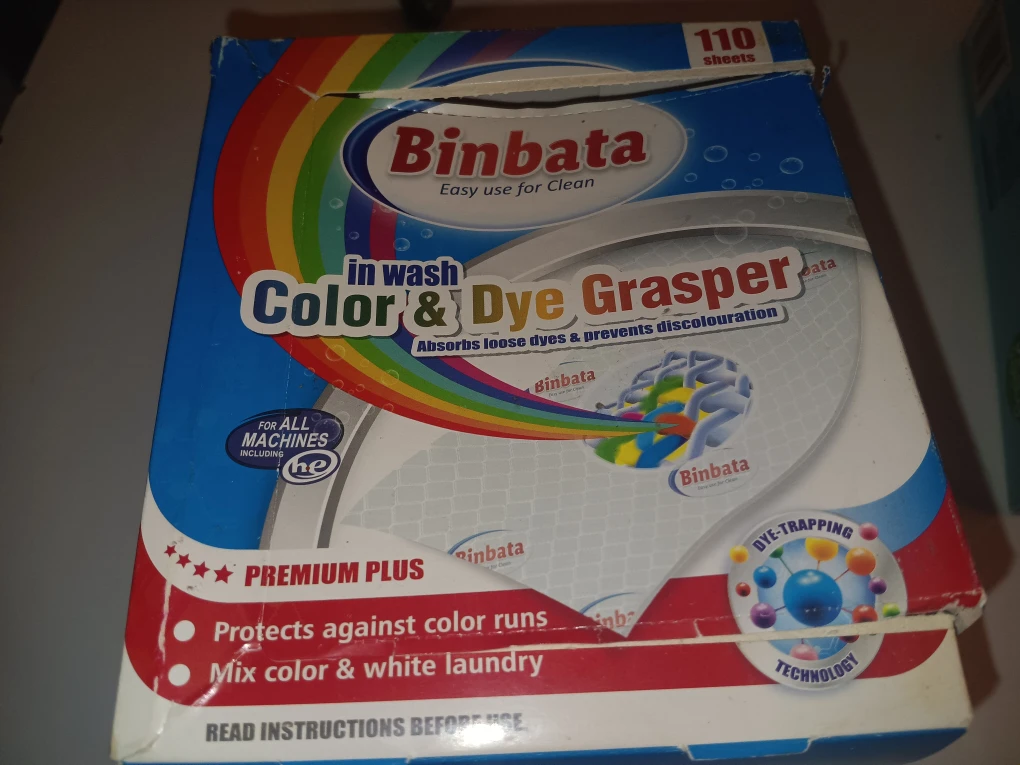 110
sheets
Binbata
Easy use for Clean
in wash
Color & Dye Grasper
Absorbs loose dyes & prevents discolouration
bata
Binbata
Binbata
FOR ALL
MACHINES
INCLUDING
he
Binbata
inba
DYE-TRAPPING
TECHNOLOGY
PREMIUM PLUS
Protects against color runs
Mix color & white laundry
READ INSTRUCTIONS BEFORE USE